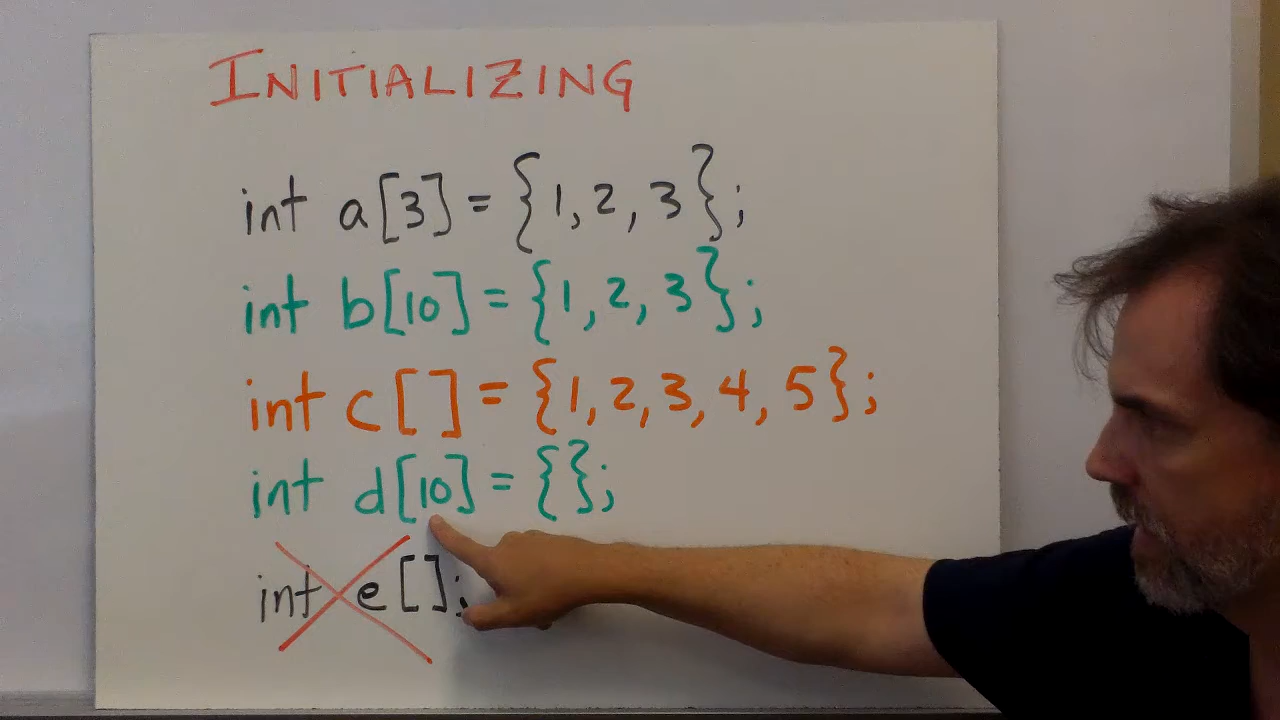 INITIALIZING
int a[3] = {1, 2, 3};
int b[10] = {1, 2, 3};
int c[] = {1, 2, 3, 4, 5};
int d[10] = {};
int e[];